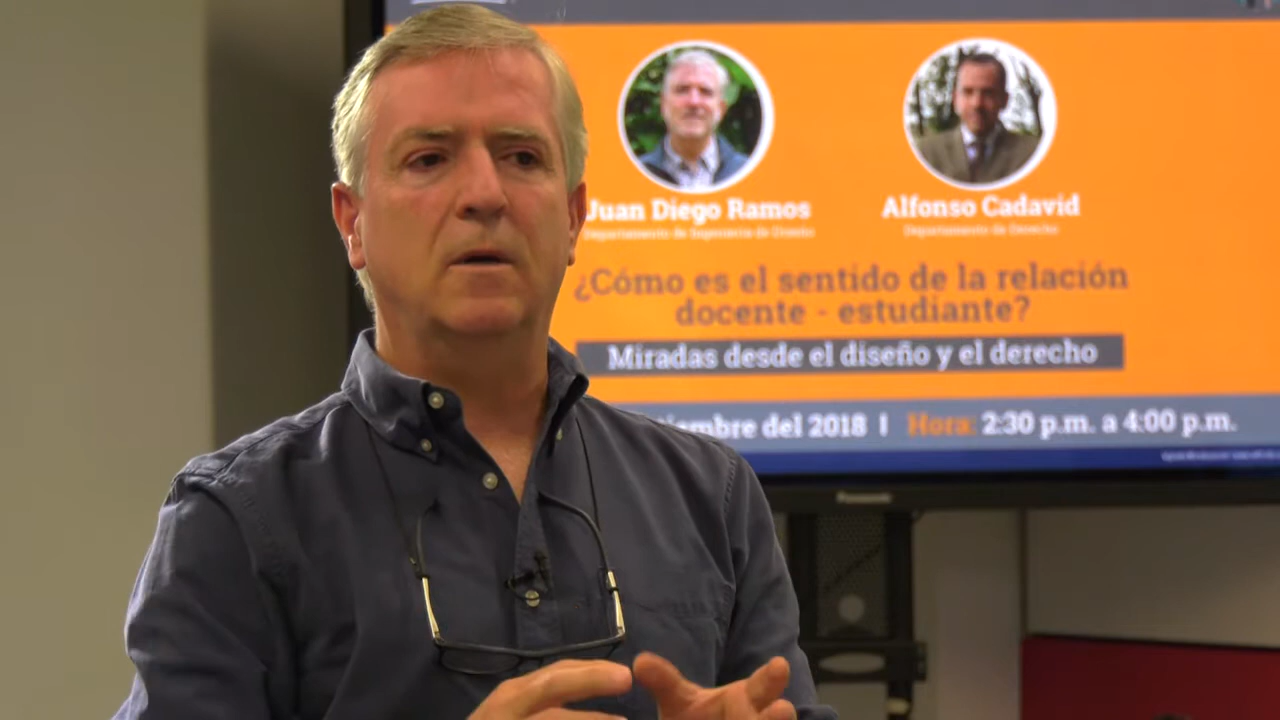 Juan Diego Ramos
Alfonso Cadavid
Departamento de Ingeniería de Diseño
Departamento de Derecho
¿Cómo es el sentido de la relación
docente - estudiante?
Miradas desde el diseño y el derecho
del 2018 | Hora: 2:30 p.m. a 4:00 p.m.